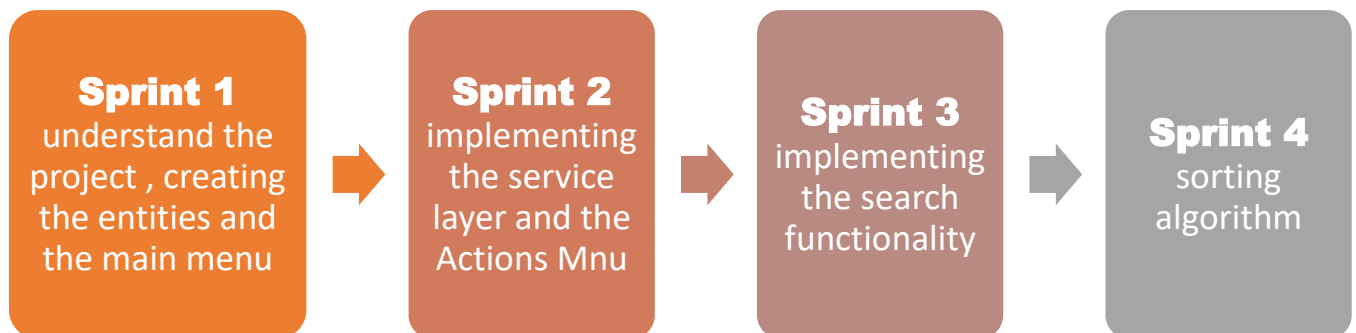 Sprint 1
understand the
project , creating
the entities and
the main menu
Sprint 2
implementing
the service
layer and the
Actions Mnu
Sprint 3
implementing
the search
functionality
Sprint 4
sorting
algorithm